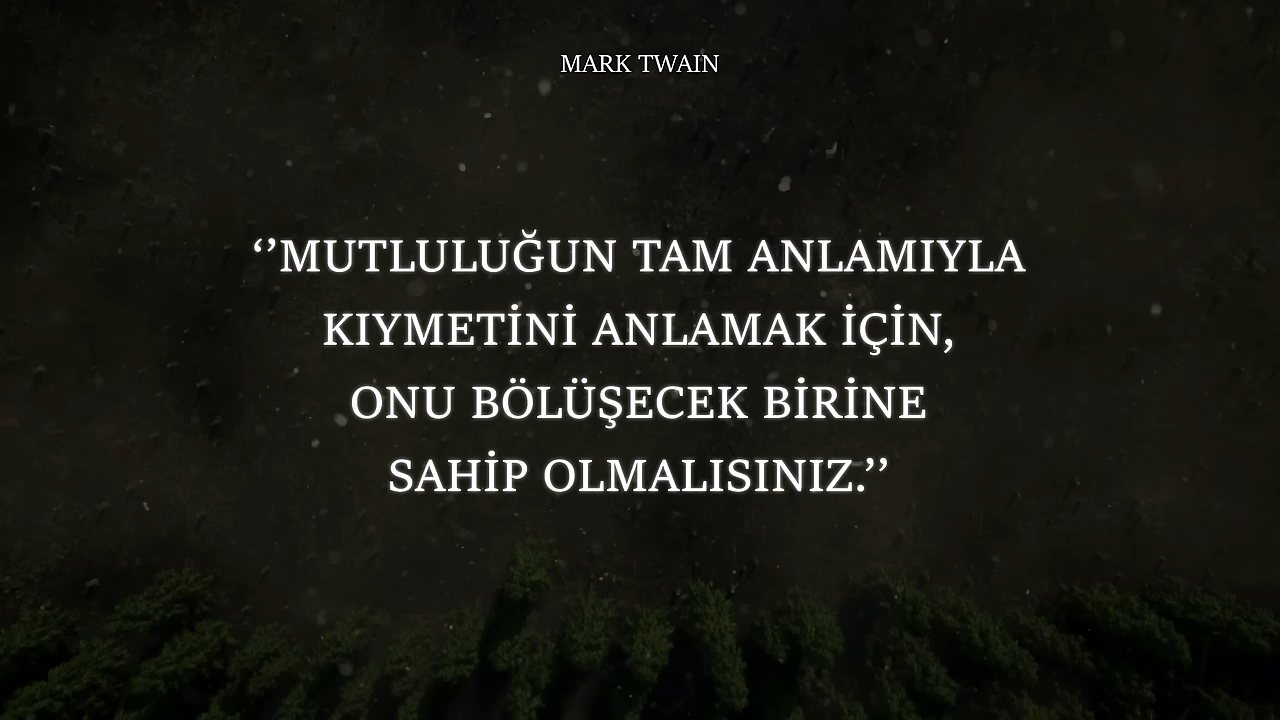 MARK TWAIN
‘’MUTLULUĞUN TAM ANLAMIYLA
KIYMETİNİ ANLAMAK İÇİN,
ONU BÖLÜŞECEK BİRİNE
SAHİP OLMALISINIZ.’’